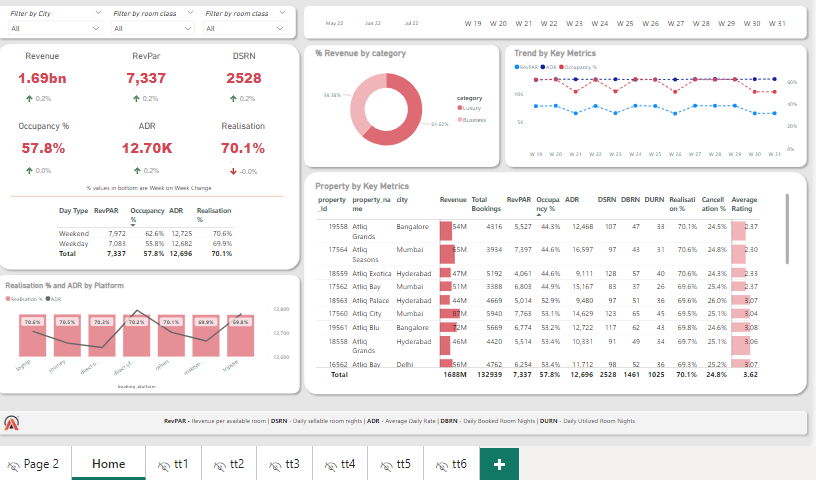 Filter by City Filter by room class Filter by room class
All All All
May 22 Jun 22 Jul 22 W 19 W 20 W 21 W 22 W 23 W 24 W 25 W 26 W 27 W 28 W 29 W 30 W 31
Revenue RevPar DSRN
1.69bn 7,337 2528
0.2% 0.2% 0.2%
Occupancy % ADR Realisation
57.8% 12.70K 70.1%
0.0% 0.2% -0.0%
% values in bottom are Week on Week Change
Day Type RevPAR Occupancy % ADR Realisation %
Weekend 7,972 62.6% 12,725 70.6%
Weekday 7,083 55.8% 12,682 69.9%
Total 7,337 57.8% 12,696 70.1%
Realisation % and ADR by Platform
Realisation % ADR
70.6% 70.5% 70.3% 70.2% 70.1% 69.9% 69.8%
12,800
12,700
12,600
logtrip journey direct o... direct of... others makemy... tripster
booking_platform
% Revenue by category
38.38%
61.62%
category
Luxury
Business
Trend by Key Metrics
RevPAR ADR Occupancy %
10K
5K
60%
40%
20%
0%
W 19 W 20 W 21 W 22 W 23 W 24 W 25 W 26 W 27 W 28 W 29 W 30 W 31
Property by Key Metrics
property_id property_name city Revenue Total Bookings RevPAR Occupancy % ADR DSRN DBRN DURN Realisation % Cancellation % Average Rating
19558 Atliq Grands Bangalore 54M 4316 5,527 44.3% 12,468 107 47 33 70.1% 24.5% 2.37
17564 Atliq Seasons Mumbai 65M 3934 7,397 44.6% 16,597 97 43 31 70.6% 24.8% 2.30
18559 Atliq Exotica Hyderabad 47M 5192 4,061 44.6% 9,111 128 57 40 70.6% 24.3% 2.33
17562 Atliq Bay Mumbai 51M 3388 6,803 44.9% 15,167 83 37 26 69.6% 25.4% 2.37
18563 Atliq Palace Hyderabad 44M 4669 5,014 52.9% 9,480 97 51 36 69.6% 26.0% 3.07
17560 Atliq City Mumbai 87M 5940 7,763 53.1% 14,629 123 65 45 69.5% 25.1% 3.04
19561 Atliq Blu Bangalore 72M 5669 6,774 53.2% 12,722 117 62 43 69.8% 24.6% 3.08
18558 Atliq Grands Hyderabad 46M 4420 5,514 53.4% 10,331 91 49 34 69.7% 25.1% 3.06
16562 Atliq Bay Delhi 56M 4762 6,254 53.4% 11,712 98 52 36 69.3% 25.2% 3.07
Total 1688M 132939 7,337 57.8% 12,696 2528 1461 1025 70.1% 24.8% 3.62
RevPAR - Revenue per available room | DSRN - Daily sellable room nights | ADR - Average Daily Rate | DBRN - Daily Booked Room Nights | DURN - Daily Utilized Room Nights
Page 2 Home tt1 tt2 tt3 tt4 tt5 tt6 +